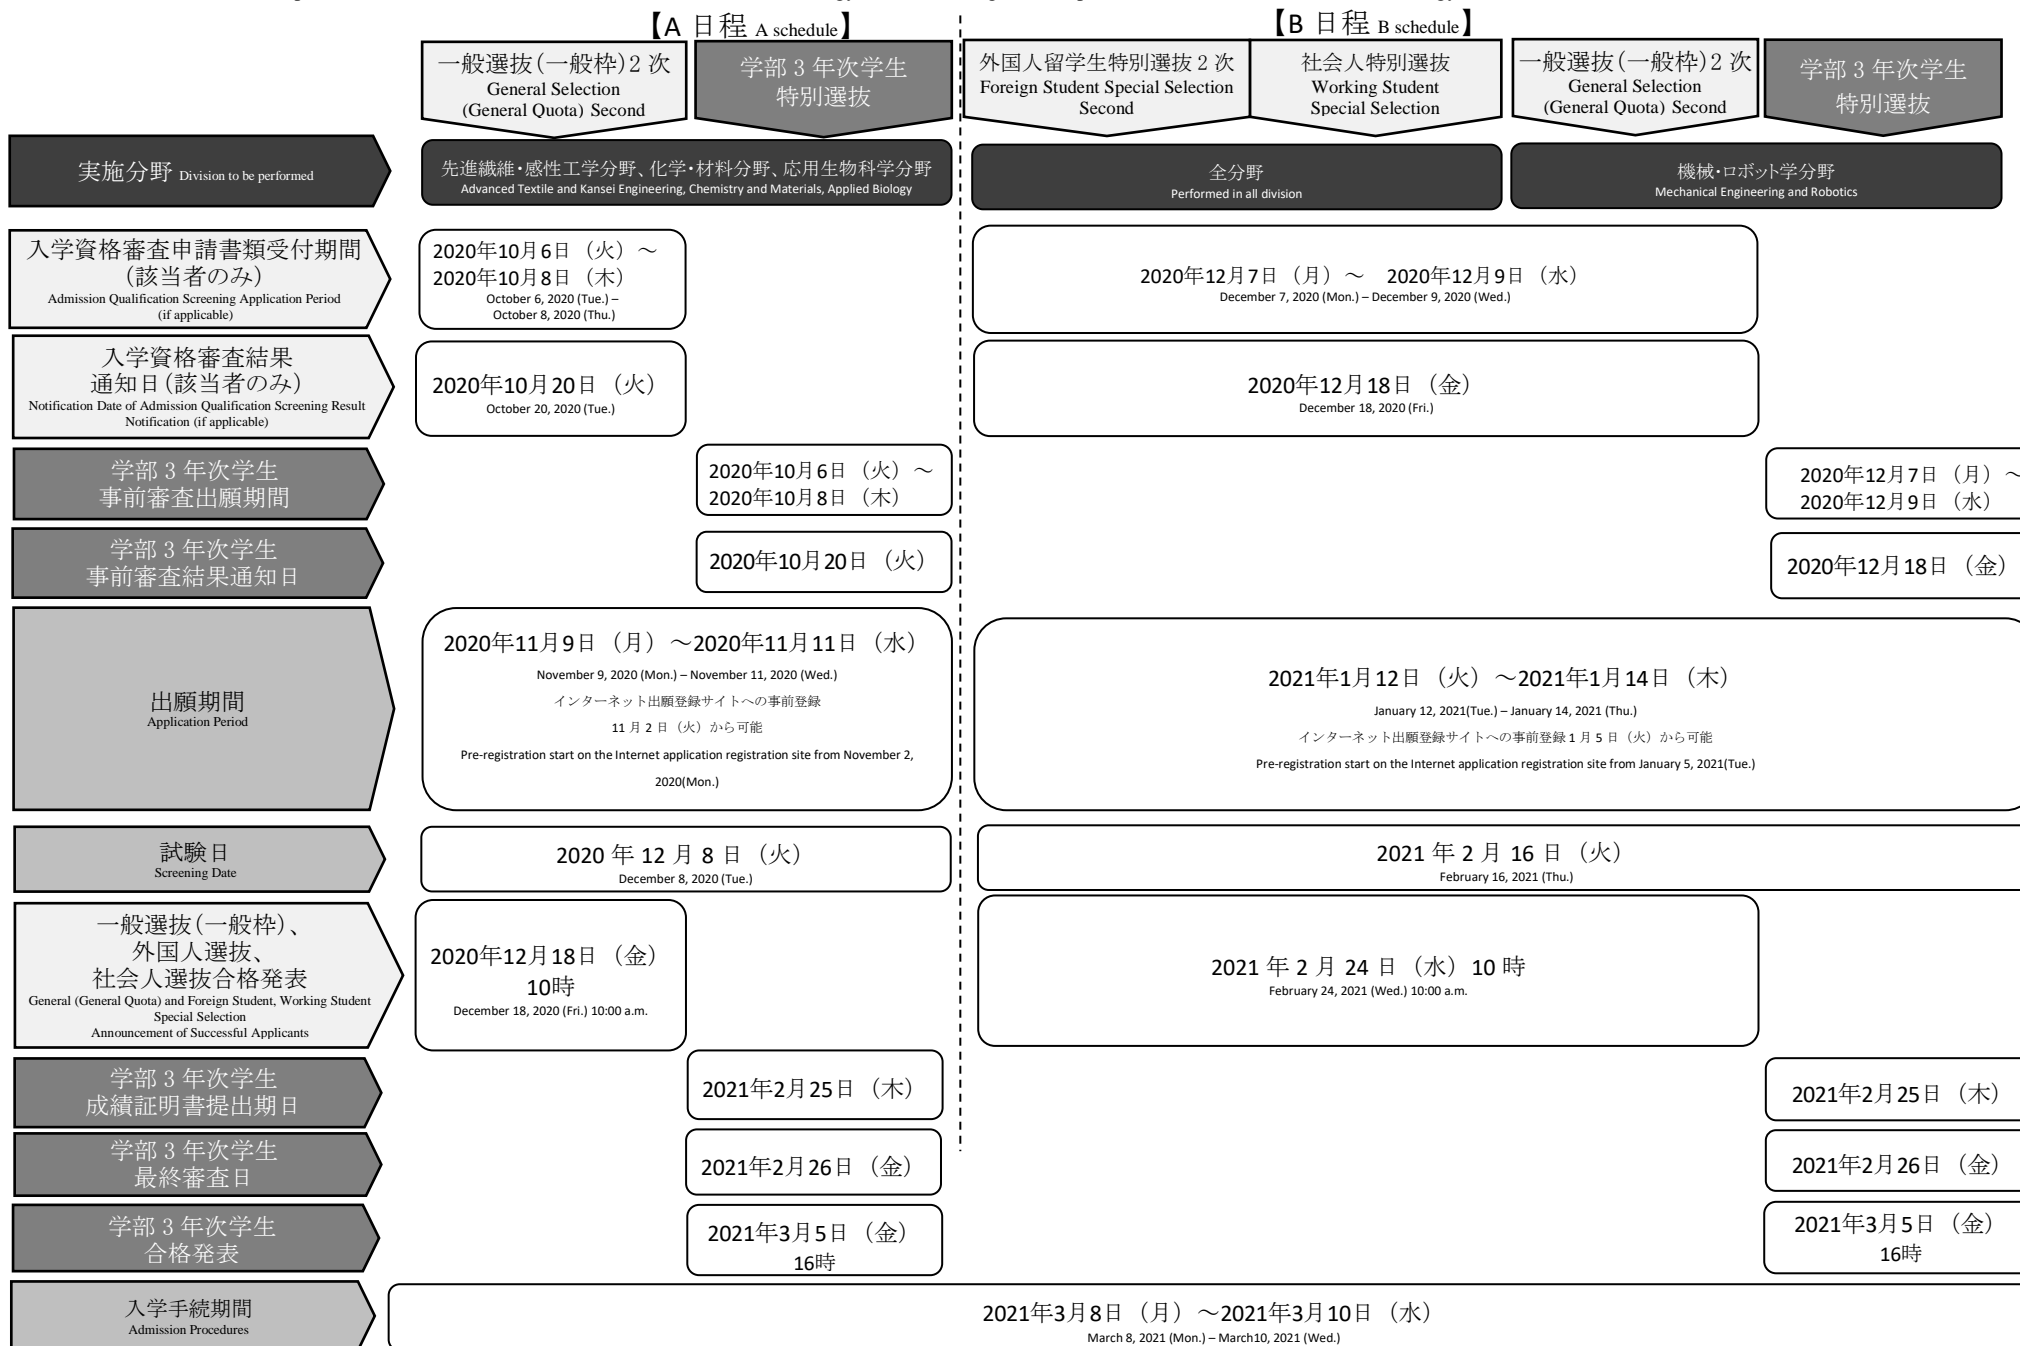 【A 日程 A schedule】
【B 日程 B schedule】
一般選抜(一般枠)2 次
General Selection
(General Quota) Second
学部 3 年次学生
特別選抜
外国人留学生特別選抜 2 次
Foreign Student Special Selection
Second
社会人特別選抜
Working Student
Special Selection
一般選抜(一般枠)2 次
General Selection
(General Quota) Second
学部 3 年次学生
特別選抜
実施分野 Division to be performed
先進繊維・感性工学分野、化学・材料分野、応用生物科学分野
Advanced Textile and Kansei Engineering, Chemistry and Materials, Applied Biology
全分野
Performed in all division
機械・ロボット学分野
Mechanical Engineering and Robotics
入学資格審査申請書類受付期間
(該当者のみ)
Admission Qualification Screening Application Period
(if applicable)
2020年10月6日（火）～
2020年10月8日（木）
October 6, 2020 (Tue.) –
October 8, 2020 (Thu.)
2020年12月7日（月）～ 2020年12月9日（水）
December 7, 2020 (Mon.) – December 9, 2020 (Wed.)
入学資格審査結果
通知日(該当者のみ)
Notification Date of Admission Qualification Screening Result
Notification (if applicable)
2020年10月20日（火）
October 20, 2020 (Tue.)
2020年12月18日（金）
December 18, 2020 (Fri.)
学部 3 年次学生
事前審査出願期間
2020年10月6日（火）～
2020年10月8日（木）
2020年12月7日（月）～
2020年12月9日（水）
学部 3 年次学生
事前審査結果通知日
2020年10月20日（火）
2020年12月18日（金）
出願期間
Application Period
2020年11月9日（月）～2020年11月11日（水）
November 9, 2020 (Mon.) – November 11, 2020 (Wed.)
インターネット出願登録サイトへの事前登録
11 月 2 日（火）から可能
Pre-registration start on the Internet application registration site from November 2,
2020(Mon.)
2021年1月12日（火）～2021年1月14日（木）
January 12, 2021(Tue.) – January 14, 2021 (Thu.)
インターネット出願登録サイトへの事前登録 1 月 5 日（火）から可能
Pre-registration start on the Internet application registration site from January 5, 2021(Tue.)
試験日
Screening Date
2020 年 12 月 8 日（火）
December 8, 2020 (Tue.)
2021 年 2 月 16 日（火）
February 16, 2021 (Thu.)
一般選抜(一般枠)、
外国人選抜、
社会人選抜合格発表
General (General Quota) and Foreign Student, Working Student
Special Selection
Announcement of Successful Applicants
2020年12月18日（金）
10時
December 18, 2020 (Fri.) 10:00 a.m.
2021 年 2 月 24 日（水）10 時
February 24, 2021 (Wed.) 10:00 a.m.
学部 3 年次学生
成績証明書提出期日
2021年2月25日（木）
2021年2月25日（木）
学部 3 年次学生
最終審査日
2021年2月26日（金）
2021年2月26日（金）
学部 3 年次学生
合格発表
2021年3月5日（金）
16時
2021年3月5日（金）
16時
入学手続期間
Admission Procedures
2021年3月8日（月）～2021年3月10日（水）
March 8, 2021 (Mon.) – March10, 2021 (Wed.)